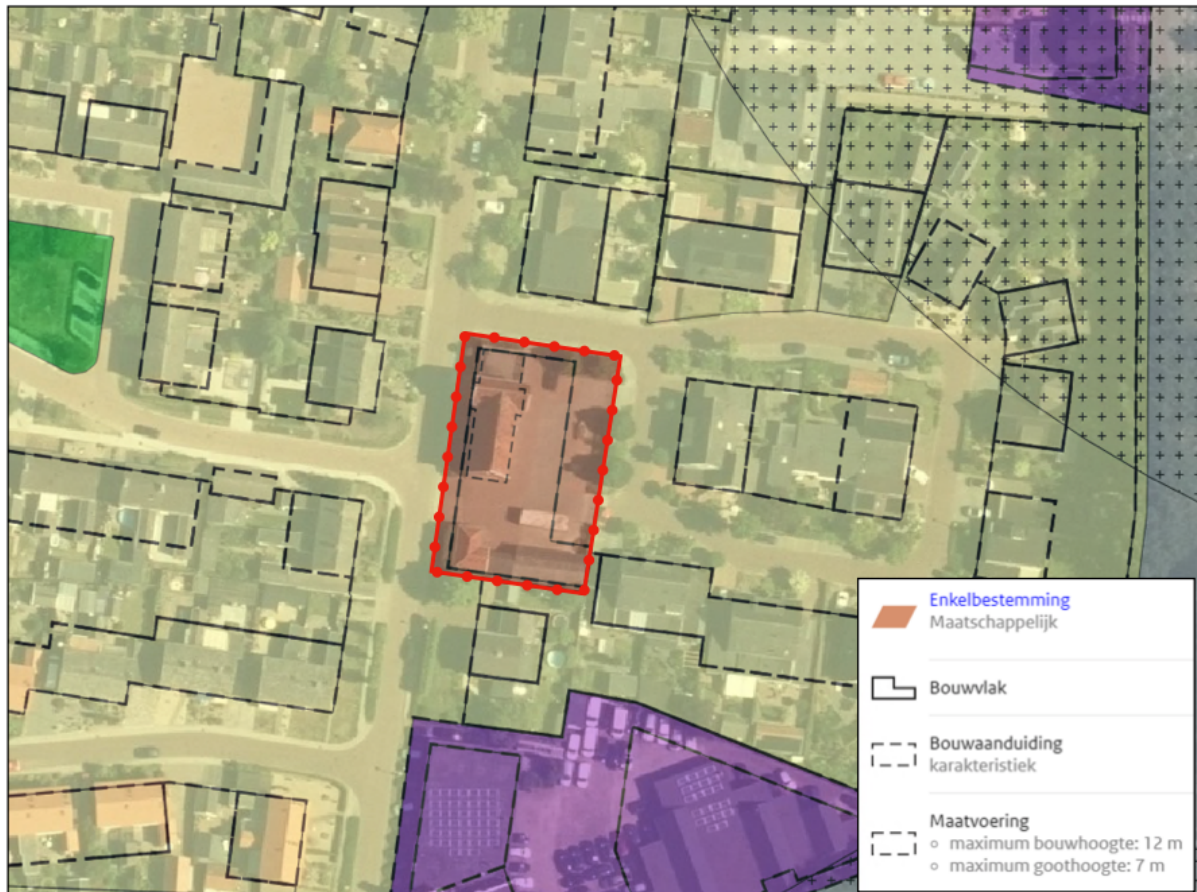 Enkelbestemming
Maatschappelijk
Bouwvlak
Bouwaanduiding
karakteristiek
Maatvoering
maximum bouwhoogte: 12 m
maximum goothoogte: 7 m